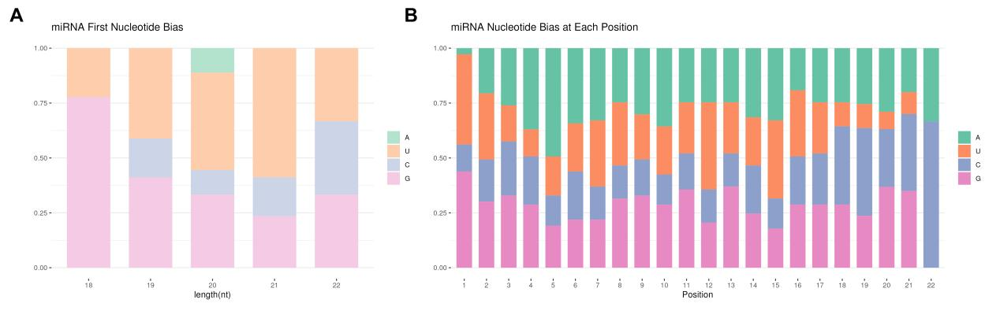 A
miRNA First Nucleotide Bias
1.00
0.75
0.50
0.25
0.00
18 19 20 21 22
length(nt)
A
U
C
G
B
miRNA Nucleotide Bias at Each Position
1.00
0.75
0.50
0.25
0.00
1 2 3 4 5 6 7 8 9 10 11 12 13 14 15 16 17 18 19 20 21 22
Position
A
U
C
G